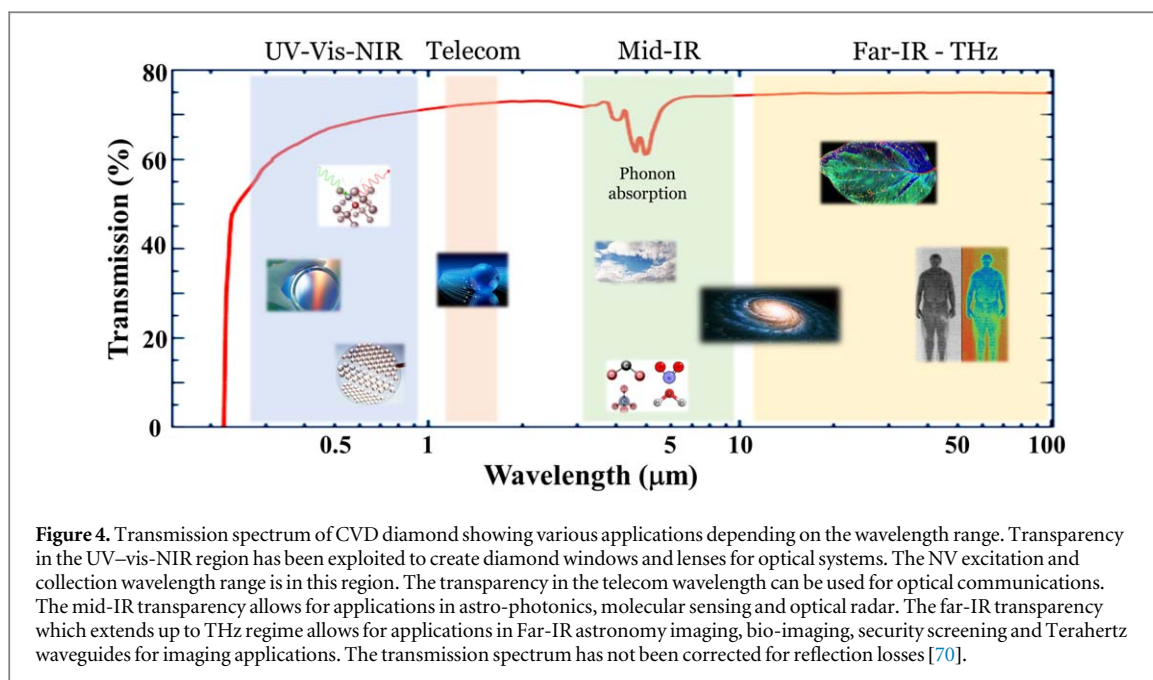 UV-Vis-NIR Telecom Mid-IR Far-IR - THz
80
60
40
20
0
Transmission (%)
Phonon
absorption
0.5 1 5 10 50 100
Wavelength (μm)
Figure 4. Transmission spectrum of CVD diamond showing various applications depending on the wavelength range. Transparency
in the UV–vis-NIR region has been exploited to create diamond windows and lenses for optical systems. The NV excitation and
collection wavelength range is in this region. The transparency in the telecom wavelength can be used for optical communications.
The mid-IR transparency allows for applications in astro-photonics, molecular sensing and optical radar. The far-IR transparency
which extends up to THz regime allows for applications in Far-IR astronomy imaging, bio-imaging, security screening and Terahertz
waveguides for imaging applications. The transmission spectrum has not been corrected for reflection losses [70].